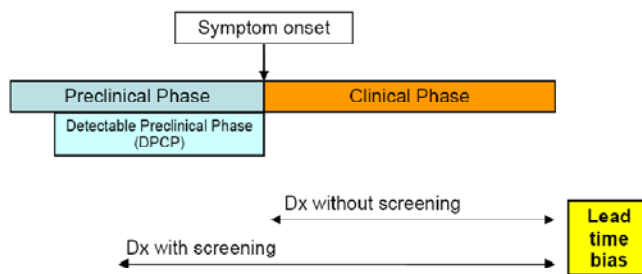 Symptom onset
Preclinical Phase
Clinical Phase
Detectable Preclinical Phase
(DPCP)
Dx without screening
Dx with screening
Lead
time
bias